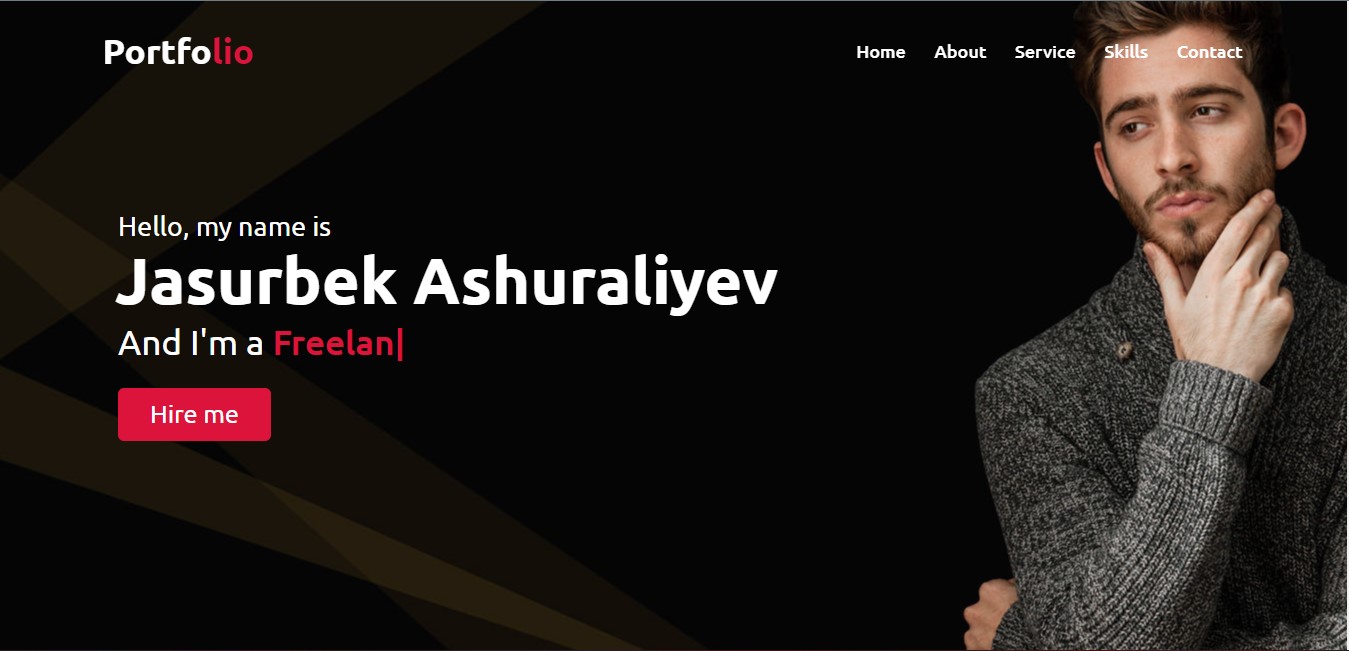 Portfolio
Home About Service Skills Contact
Hello, my name is
Jasurbek Ashuraliyev
And I'm a Freelan|
Hire me